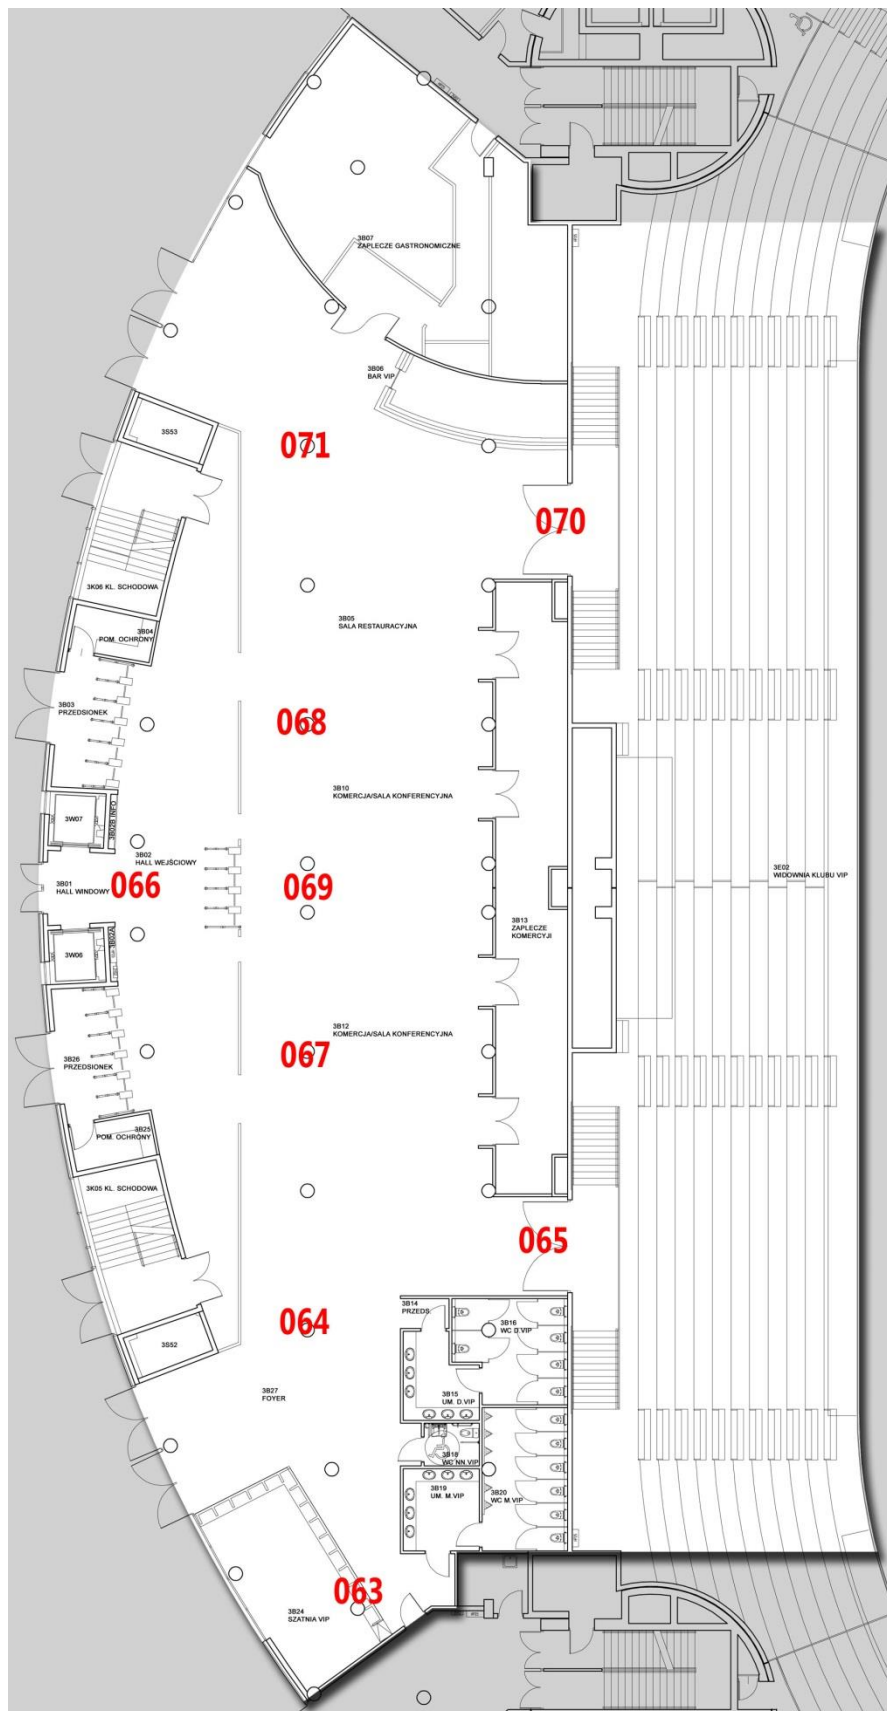 3B07
ZAPLECZE GASTRONOMICZNE
3B06
BAR VIP
3S53
071
070
3K06 KL. SCHODOWA
3B05
SALA RESTAURACYJNA
3B04
POM. OCHRONY
3B03
PRZEDSIONEK
068
3B10
KOMERCJA/SALA KONFERENCYJNA
3W07
3B02B INFO
3B02
HALL WEJŚCIOWY
3B01
HALL WINDOWY
066
069
3E02
WIDOWNIA KLUBU VIP
3B13
ZAPLECZE
KOMERCYJI
3W06
3B02A
3B12
KOMERCJA/SALA KONFERENCYJNA
067
3B26
PRZEDSIONEK
3B25
POM. OCHRONY
3K05 KL. SCHODOWA
065
3B14
PRZEDS.
064
3B16
WC D.VIP
3S52
3B27
FOYER
3B15
UM. D.VIP
3B18
WC NN.VIP
3B19
UM. M.VIP
3B20
WC M.VIP
063
3B24
SZATNIA VIP